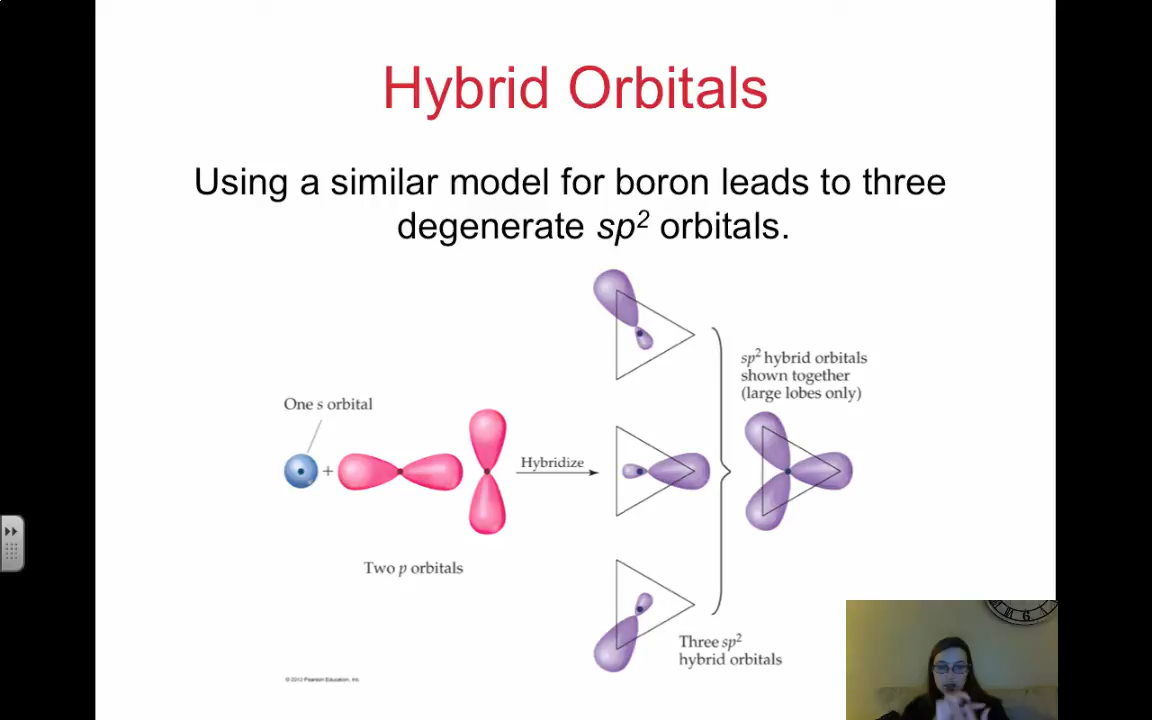 Hybrid Orbitals
Using a similar model for boron leads to three
degenerate sp² orbitals.
One s orbital
+
Two p orbitals
Hybridize
sp² hybrid orbitals
shown together
(large lobes only)
Three sp²
hybrid orbitals
© 2012 Pearson Education, Inc.
6